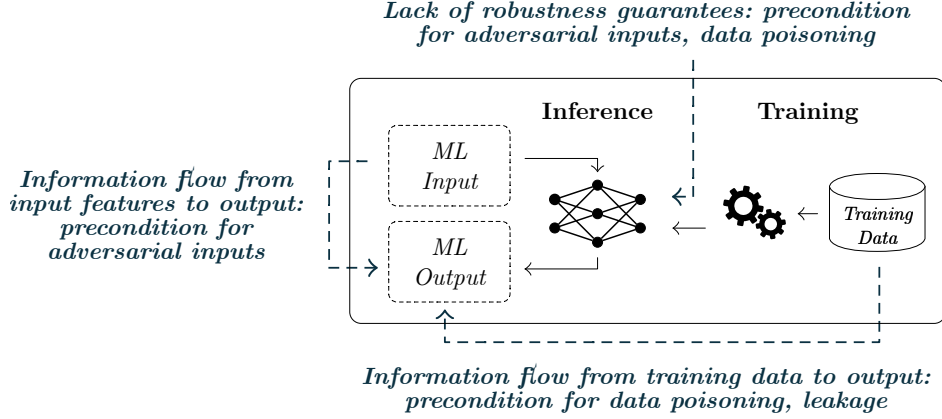 Lack of robustness guarantees: precondition
for adversarial inputs, data poisoning
Inference
Training
ML
Input
Information flow from
input features to output:
precondition for
adversarial inputs
Training
Data
ML
Output
Information flow from training data to output:
precondition for data poisoning, leakage